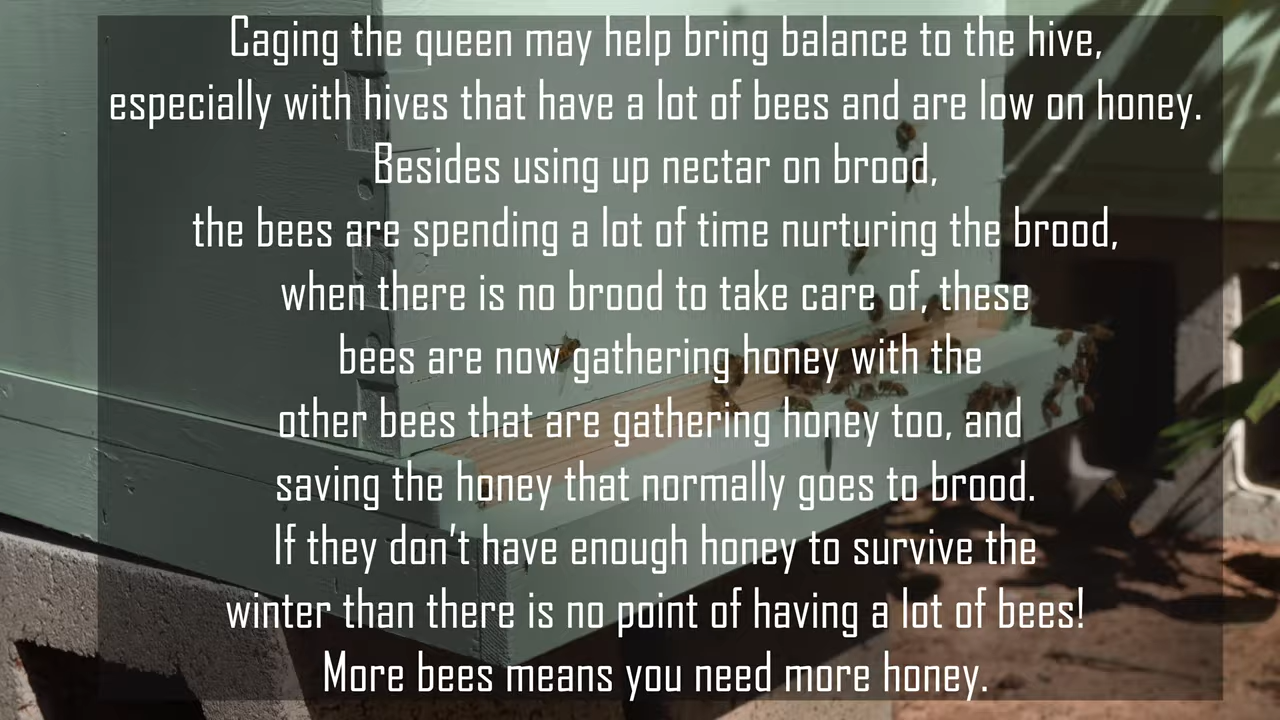 Caging the queen may help bring balance to the hive,
especially with hives that have a lot of bees and are low on honey.
Besides using up nectar on brood,
the bees are spending a lot of time nurturing the brood,
when there is no brood to take care of, these
bees are now gathering honey with the
other bees that are gathering honey too, and
saving the honey that normally goes to brood.
If they don’t have enough honey to survive the
winter than there is no point of having a lot of bees!
More bees means you need more honey.